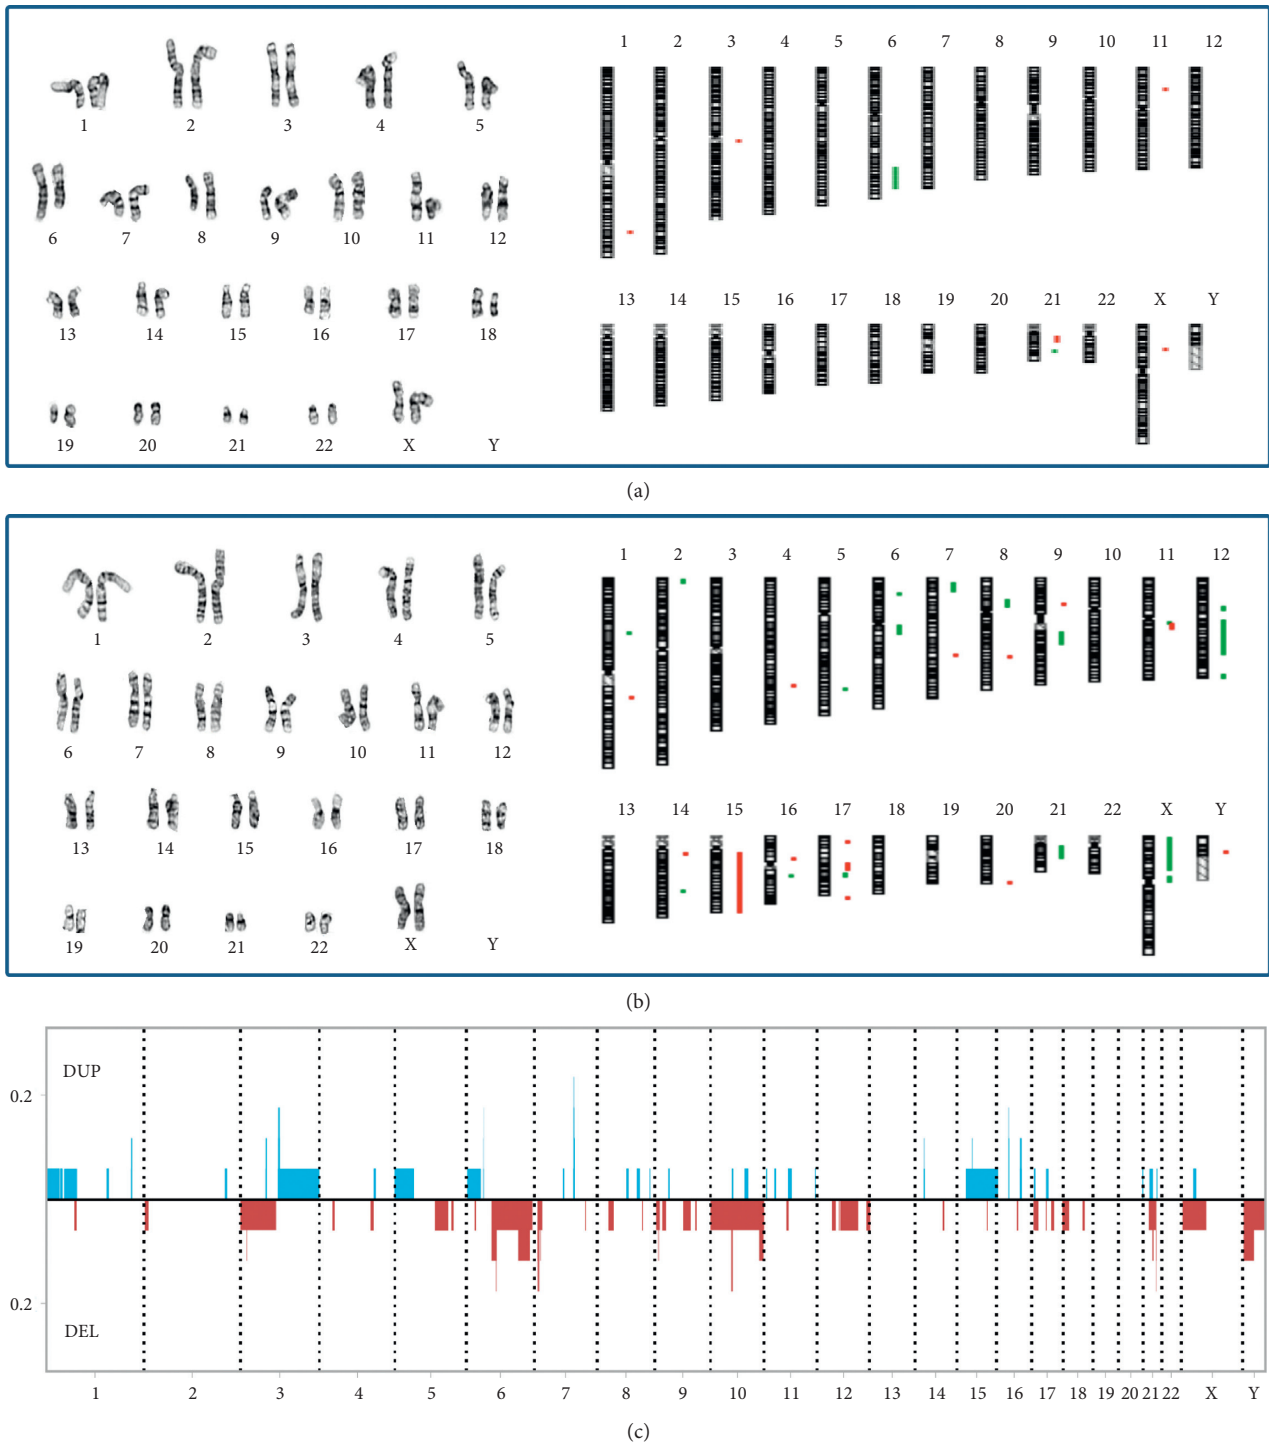 1 2 3 4 5
6 7 8 9 10 11 12
13 14 15 16 17 18
19 20 21 22 X Y
1 2 3 4 5 6 7 8 9 10 11 12
13 14 15 16 17 18 19 20 21 22 X Y
(a)
1 2 3 4 5
6 7 8 9 10 11 12
13 14 15 16 17 18
19 20 21 22 X Y
1 2 3 4 5 6 7 8 9 10 11 12
13 14 15 16 17 18 19 20 21 22 X Y
(b)
DUP
0.2
0.2
DEL
1 2 3 4 5 6 7 8 9 10 11 12 13 14 15 16 17 18 19 20 21 22 X Y
(c)